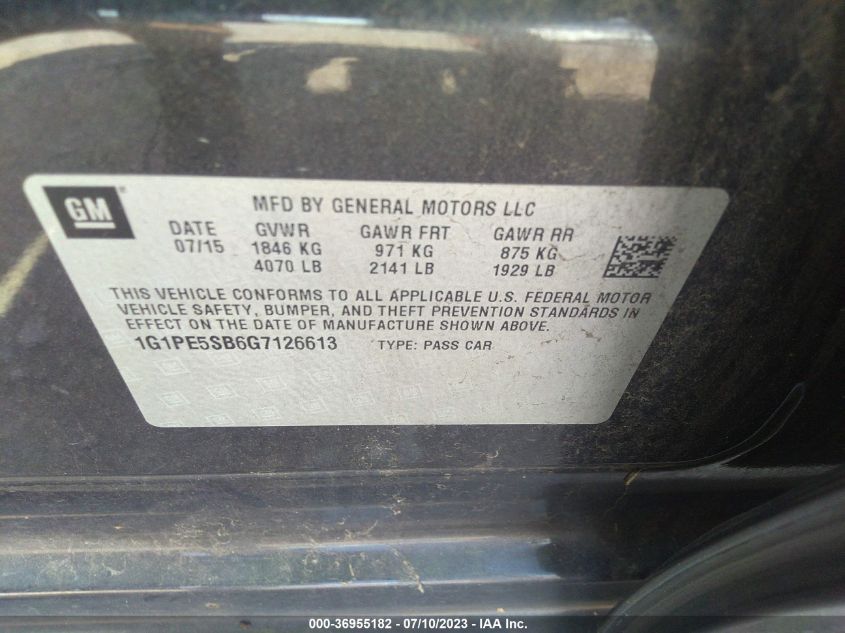 GM®
MFD BY GENERAL MOTORS LLC
DATE GVWR GAWR FRT GAWR RR
07/15 1846 KG 971 KG 875 KG
4070 LB 2141 LB 1929 LB
THIS VEHICLE CONFORMS TO ALL APPLICABLE U.S. FEDERAL MOTOR
VEHICLE SAFETY, BUMPER, AND THEFT PREVENTION STANDARDS IN
EFFECT ON THE DATE OF MANUFACTURE SHOWN ABOVE.
1G1PE5SB6G7126613 TYPE: PASS CAR
000-36955182 - 07/10/2023 - IAA Inc.